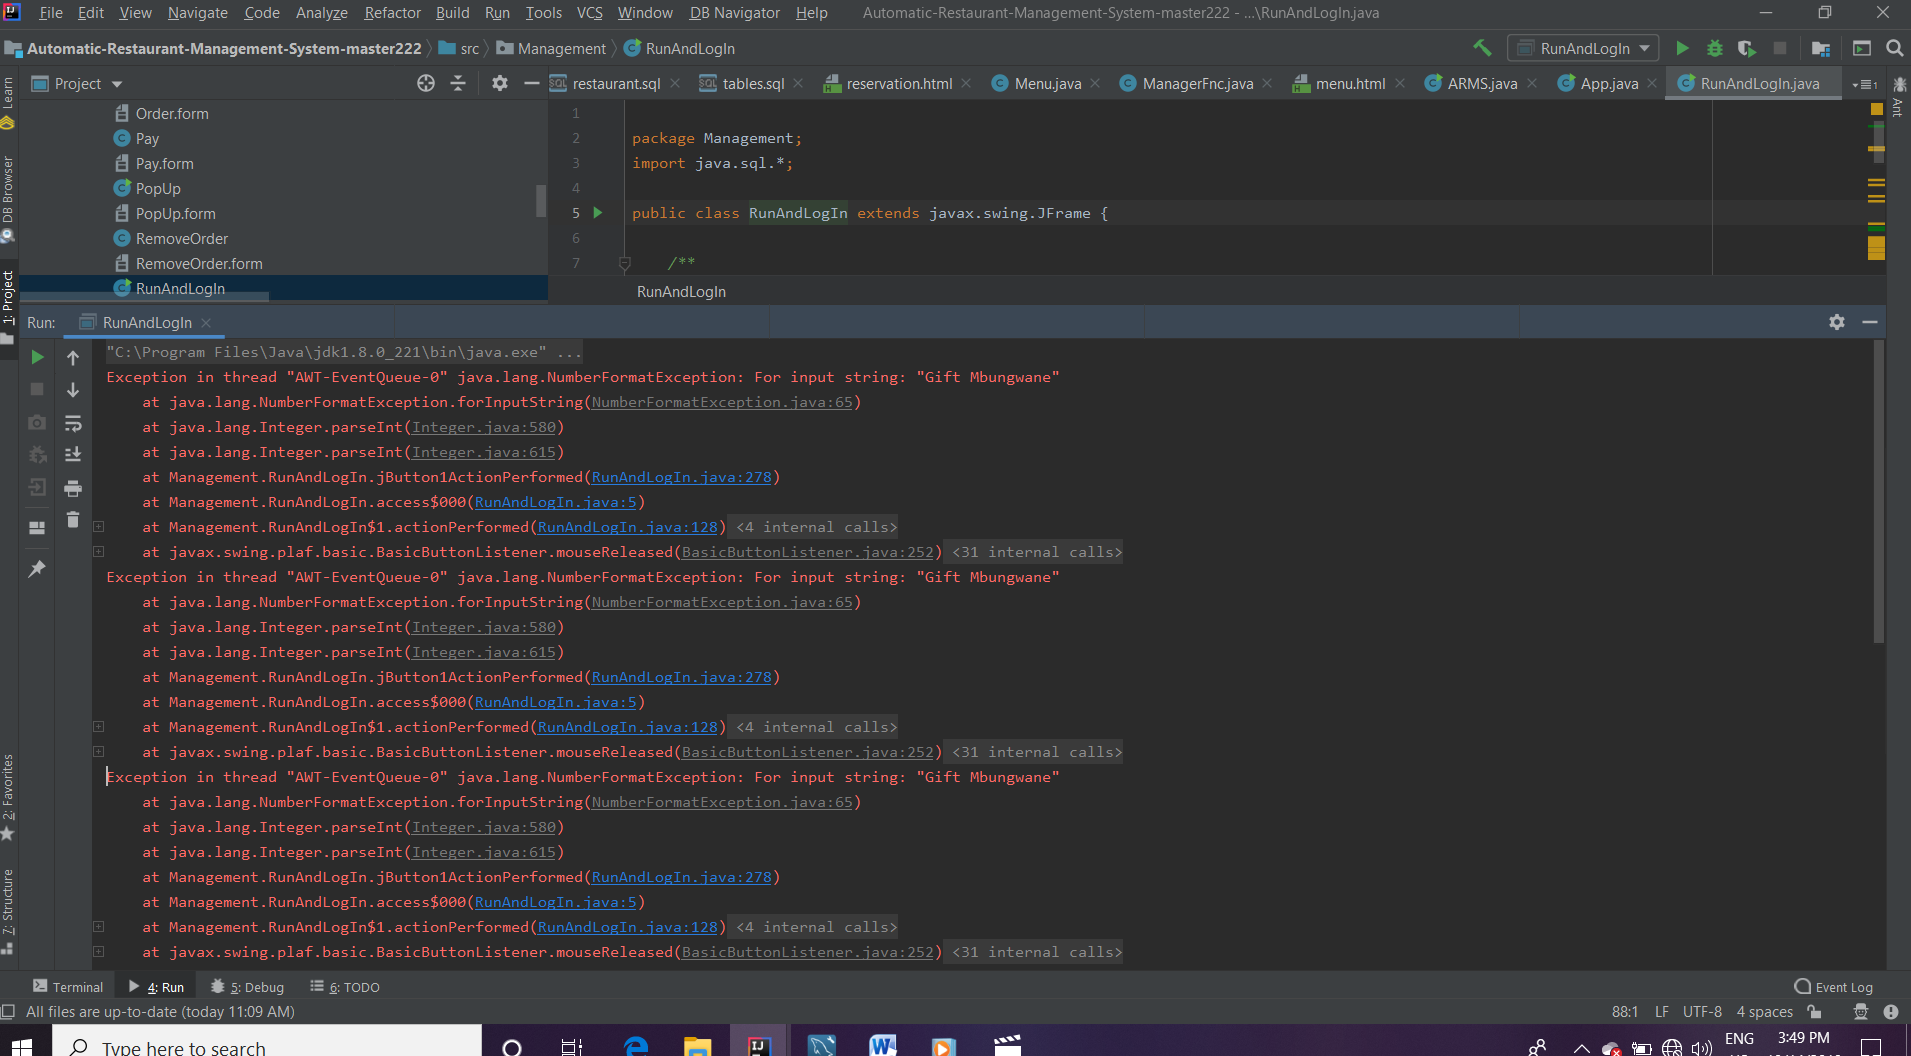 File Edit View Navigate Code Analyze Refactor Build Run Tools VCS Window DB Navigator Help Automatic-Restaurant-Management-System-master222 - ...\RunAndLogIn.java
Automatic-Restaurant-Management-System-master222 src Management RunAndLogIn RunAndLogIn
Project restaurant.sql tables.sql reservation.html Menu.java ManagerFnc.java menu.html ARMS.java App.java RunAndLogIn.java
Learn
DB Browser
1: Project
2: Favorites
7: Structure
Ant
Order.form
Pay
Pay.form
PopUp
PopUp.form
RemoveOrder
RemoveOrder.form
RunAndLogIn
1
2 package Management;
3 import java.sql.*;
4
5 public class RunAndLogIn extends javax.swing.JFrame {
6
7 /**
RunAndLogIn
Run: RunAndLogIn
"C:\Program Files\Java\jdk1.8.0_221\bin\java.exe" ...
Exception in thread "AWT-EventQueue-0" java.lang.NumberFormatException: For input string: "Gift Mbungwane"
at java.lang.NumberFormatException.forInputString(NumberFormatException.java:65)
at java.lang.Integer.parseInt(Integer.java:580)
at java.lang.Integer.parseInt(Integer.java:615)
at Management.RunAndLogIn.jButton1ActionPerformed(RunAndLogIn.java:278)
at Management.RunAndLogIn.access$000(RunAndLogIn.java:5)
at Management.RunAndLogIn$1.actionPerformed(RunAndLogIn.java:128) <4 internal calls>
at javax.swing.plaf.basic.BasicButtonListener.mouseReleased(BasicButtonListener.java:252) <31 internal calls>
Exception in thread "AWT-EventQueue-0" java.lang.NumberFormatException: For input string: "Gift Mbungwane"
at java.lang.NumberFormatException.forInputString(NumberFormatException.java:65)
at java.lang.Integer.parseInt(Integer.java:580)
at java.lang.Integer.parseInt(Integer.java:615)
at Management.RunAndLogIn.jButton1ActionPerformed(RunAndLogIn.java:278)
at Management.RunAndLogIn.access$000(RunAndLogIn.java:5)
at Management.RunAndLogIn$1.actionPerformed(RunAndLogIn.java:128) <4 internal calls>
at javax.swing.plaf.basic.BasicButtonListener.mouseReleased(BasicButtonListener.java:252) <31 internal calls>
Exception in thread "AWT-EventQueue-0" java.lang.NumberFormatException: For input string: "Gift Mbungwane"
at java.lang.NumberFormatException.forInputString(NumberFormatException.java:65)
at java.lang.Integer.parseInt(Integer.java:580)
at java.lang.Integer.parseInt(Integer.java:615)
at Management.RunAndLogIn.jButton1ActionPerformed(RunAndLogIn.java:278)
at Management.RunAndLogIn.access$000(RunAndLogIn.java:5)
at Management.RunAndLogIn$1.actionPerformed(RunAndLogIn.java:128) <4 internal calls>
at javax.swing.plaf.basic.BasicButtonListener.mouseReleased(BasicButtonListener.java:252) <31 internal calls>
Terminal 4: Run 5: Debug 6: TODO Event Log
All files are up-to-date (today 11:09 AM) 88:1 LF UTF-8 4 spaces
Type here to search ENG 3:49 PM